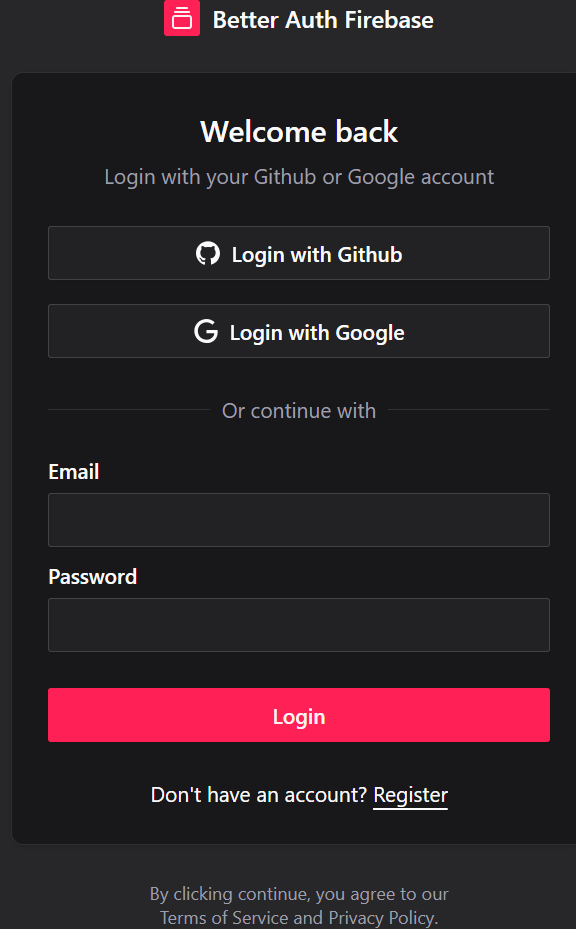 Better Auth Firebase
Welcome back
Login with your Github or Google account
Login with Github
Login with Google
Or continue with
Email
Password
Login
Don't have an account? Register
By clicking continue, you agree to our
Terms of Service and Privacy Policy.